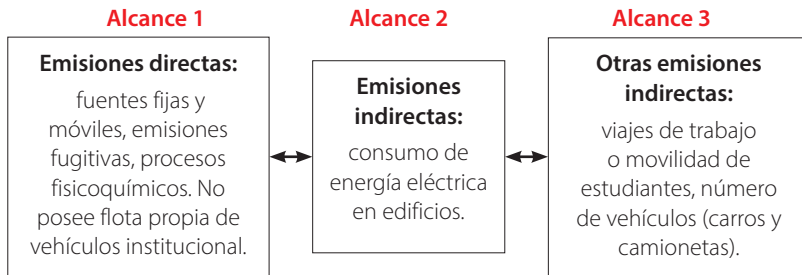 Alcance 1
Emisiones directas:
fuentes fijas y
móviles, emisiones
fugitivas, procesos
fisicoquímicos. No
posee flota propia de
vehículos institucional.
Alcance 2
Emisiones
indirectas:
consumo de
energía eléctrica
en edificios.
Alcance 3
Otras emisiones
indirectas:
viajes de trabajo
o movilidad de
estudiantes, número
de vehículos (carros y
camionetas).